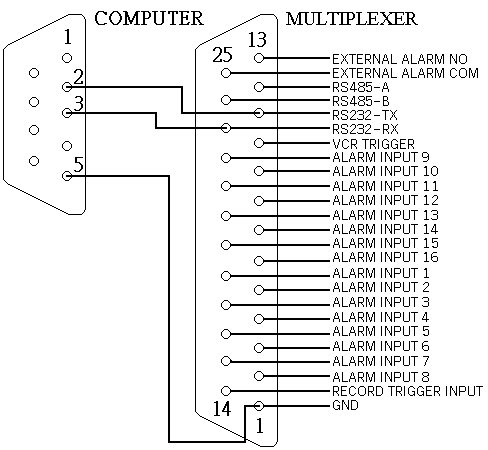 COMPUTER
MULTIPLEXER
1
2
3
5
25
13
14
1
EXTERNAL ALARM NO
EXTERNAL ALARM COM
RS485-A
RS485-B
RS232-TX
RS232-RX
VCR TRIGGER
ALARM INPUT 9
ALARM INPUT 10
ALARM INPUT 11
ALARM INPUT 12
ALARM INPUT 13
ALARM INPUT 14
ALARM INPUT 15
ALARM INPUT 16
ALARM INPUT 1
ALARM INPUT 2
ALARM INPUT 3
ALARM INPUT 4
ALARM INPUT 5
ALARM INPUT 6
ALARM INPUT 7
ALARM INPUT 8
RECORD TRIGGER INPUT
GND